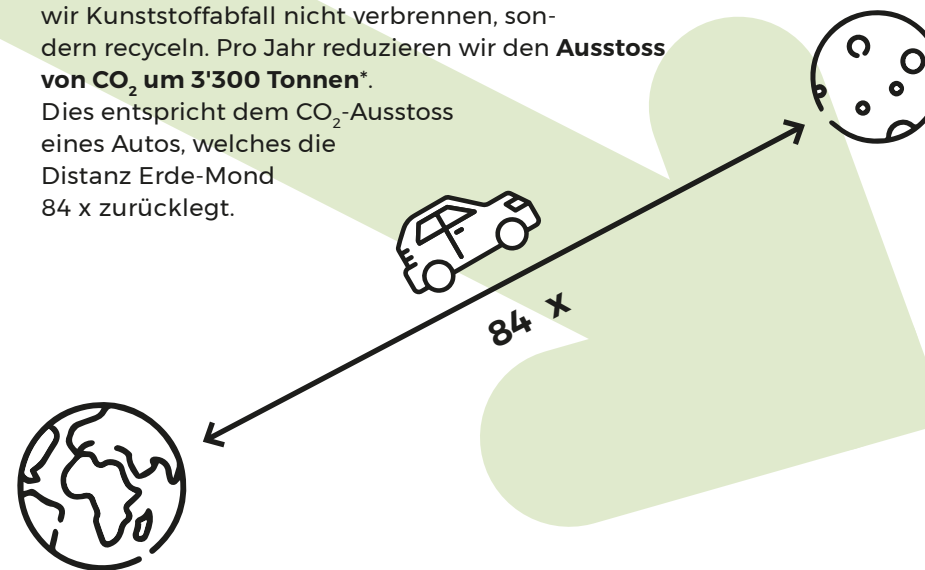 wir Kunststoffabfall nicht verbrennen, son-
dern recyceln. Pro Jahr reduzieren wir den Ausstoss
von CO₂ um 3'300 Tonnen*.
Dies entspricht dem CO₂-Ausstoss
eines Autos, welches die
Distanz Erde-Mond
84 x zurücklegt.
84 x